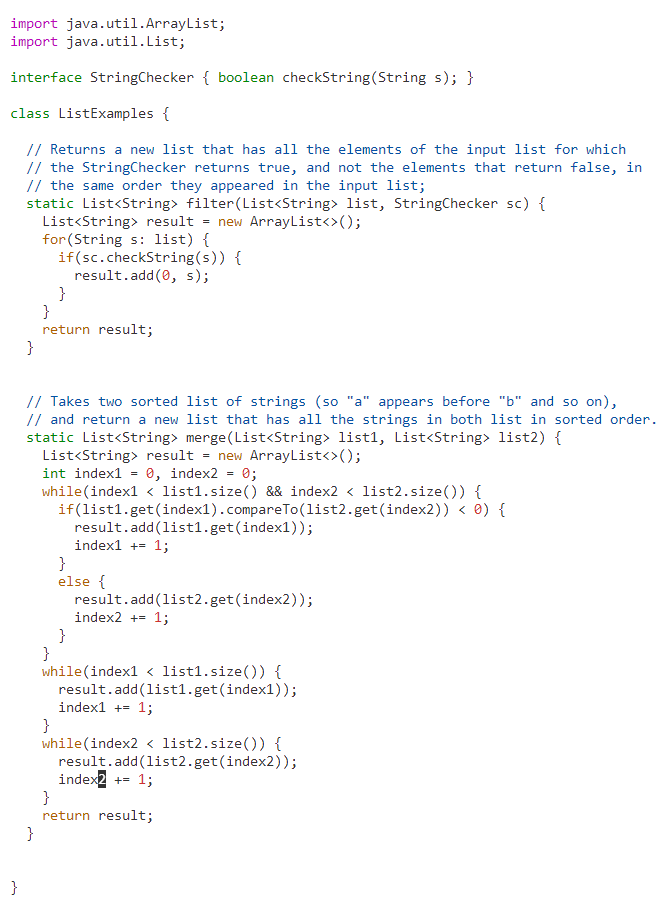 import java.util.ArrayList;
import java.util.List;

interface StringChecker { boolean checkString(String s); }

class ListExamples {

  // Returns a new list that has all the elements of the input list for which
  // the StringChecker returns true, and not the elements that return false, in
  // the same order they appeared in the input list;
  static List<String> filter(List<String> list, StringChecker sc) {
    List<String> result = new ArrayList<>();
    for(String s: list) {
      if(sc.checkString(s)) {
        result.add(0, s);
      }
    }
    return result;
  }


  // Takes two sorted list of strings (so "a" appears before "b" and so on),
  // and return a new list that has all the strings in both list in sorted order.
  static List<String> merge(List<String> list1, List<String> list2) {
    List<String> result = new ArrayList<>();
    int index1 = 0, index2 = 0;
    while(index1 < list1.size() && index2 < list2.size()) {
      if(list1.get(index1).compareTo(list2.get(index2)) < 0) {
        result.add(list1.get(index1));
        index1 += 1;
      }
      else {
        result.add(list2.get(index2));
        index2 += 1;
      }
    }
    while(index1 < list1.size()) {
      result.add(list1.get(index1));
      index1 += 1;
    }
    while(index2 < list2.size()) {
      result.add(list2.get(index2));
      index2 += 1;
    }
    return result;
  }


}